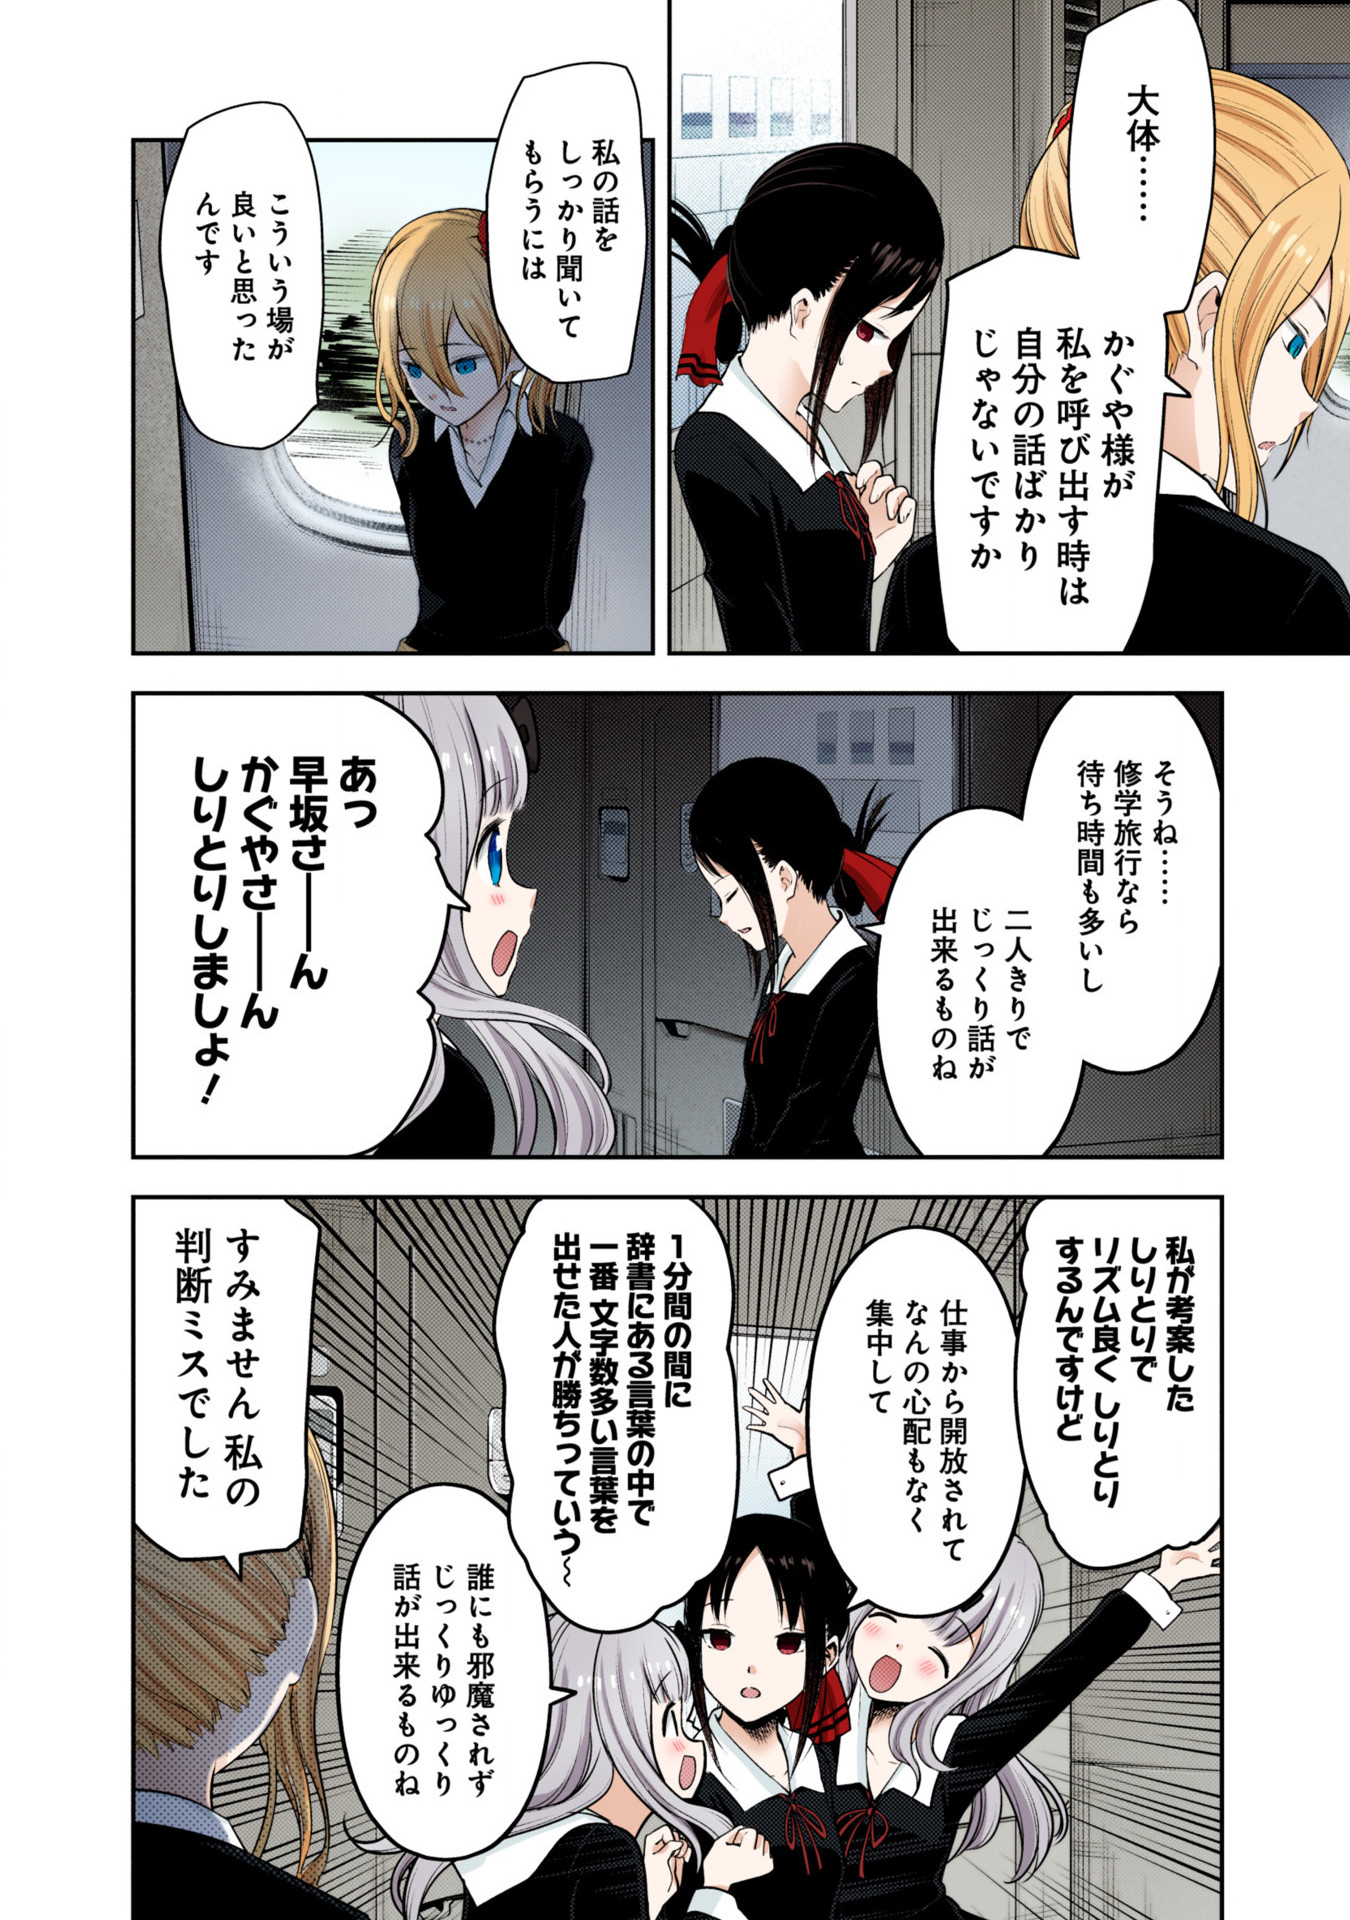 大体……
かぐや様が
私を呼び出す時は
自分の話ばかり
じゃないですか
私の話を
しっかり聞いて
もらうには
こういう場が
良いと思った
んです
そうね……
修学旅行なら
待ち時間も多いし
二人きりで
じっくり話が
出来るものね
あっ
早坂さ――ん
かぐやさ――ん
しりとりしましょ！
私が考案した
しりとりで
リズム良くしりとり
するんですけど
仕事から開放されて
なんの心配もなく
集中して
1分間の間に
辞書にある言葉の中で
一番文字数多い言葉を
出せた人が勝ちっていう〜
誰にも邪魔されず
じっくりゆっくり
話が出来るものね
すみません私の
判断ミスでした